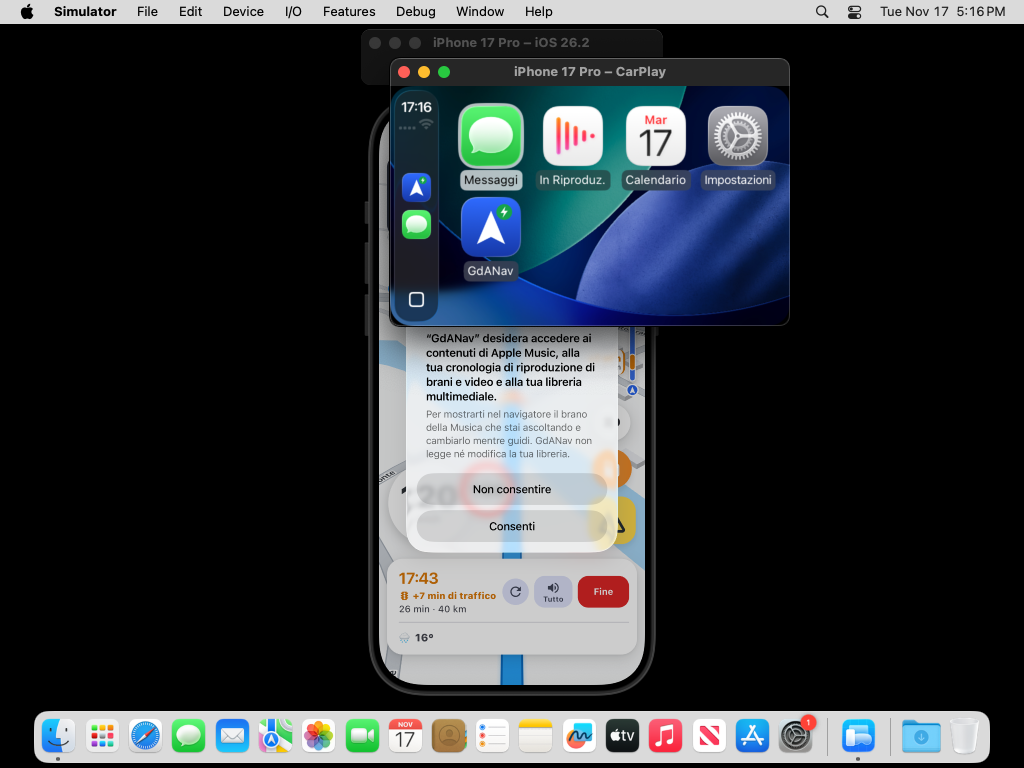 Simulator File Edit Device I/O Features Debug Window Help Tue Nov 17 5:16 PM
iPhone 17 Pro – iOS 26.2
iPhone 17 Pro – CarPlay
17:16
Mar
17
Messaggi
In Riproduz.
Calendario
Impostazioni
GdANav
“GdANav” desidera accedere ai
contenuti di Apple Music, alla
tua cronologia di riproduzione di
brani e video e alla tua libreria
multimediale.
Per mostrarti nel navigatore il brano
della Musica che stai ascoltando e
cambiarlo mentre guidi. GdANav non
legge né modifica la tua libreria.
Non consentire
Consenti
17:43
+7 min di traffico
26 min · 40 km
Tutto
Fine
16°
NOV
17
tv
1